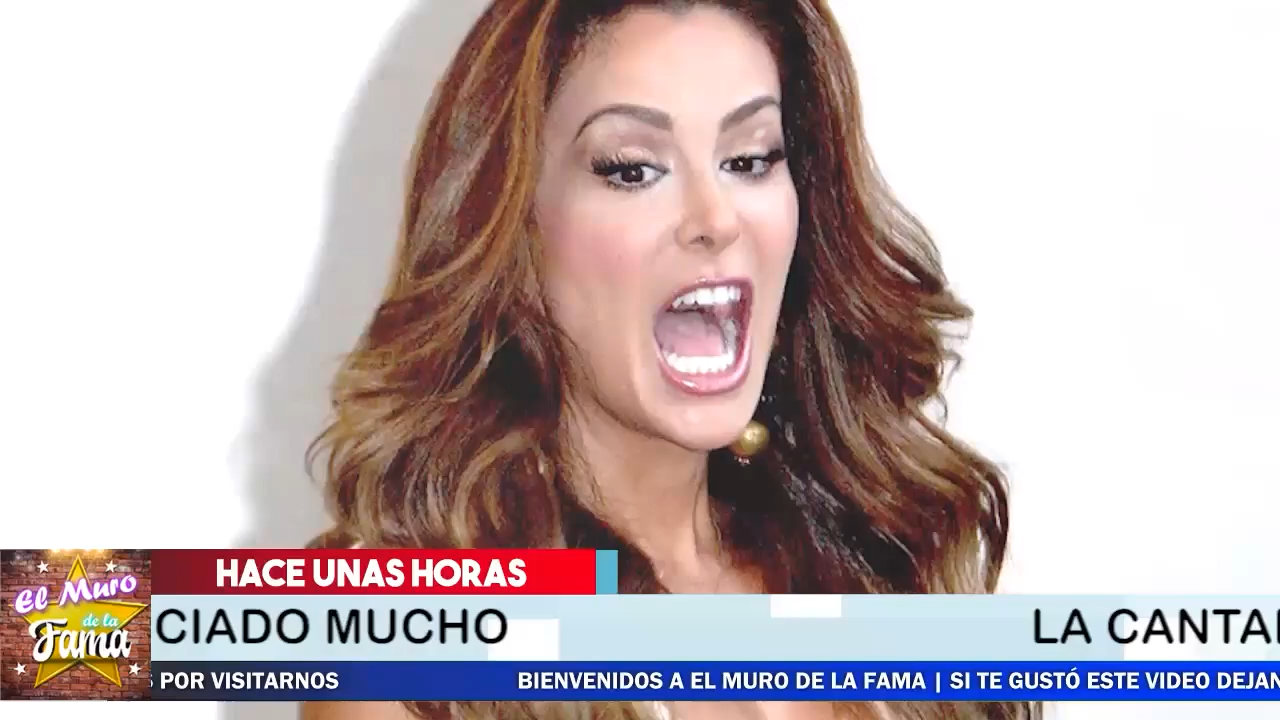 HACE UNAS HORAS
El Muro
de la
Fama
CIADO MUCHO LA CANTA
POR VISITARNOS BIENVENIDOS A EL MURO DE LA FAMA | SI TE GUSTÓ ESTE VIDEO DEJAN